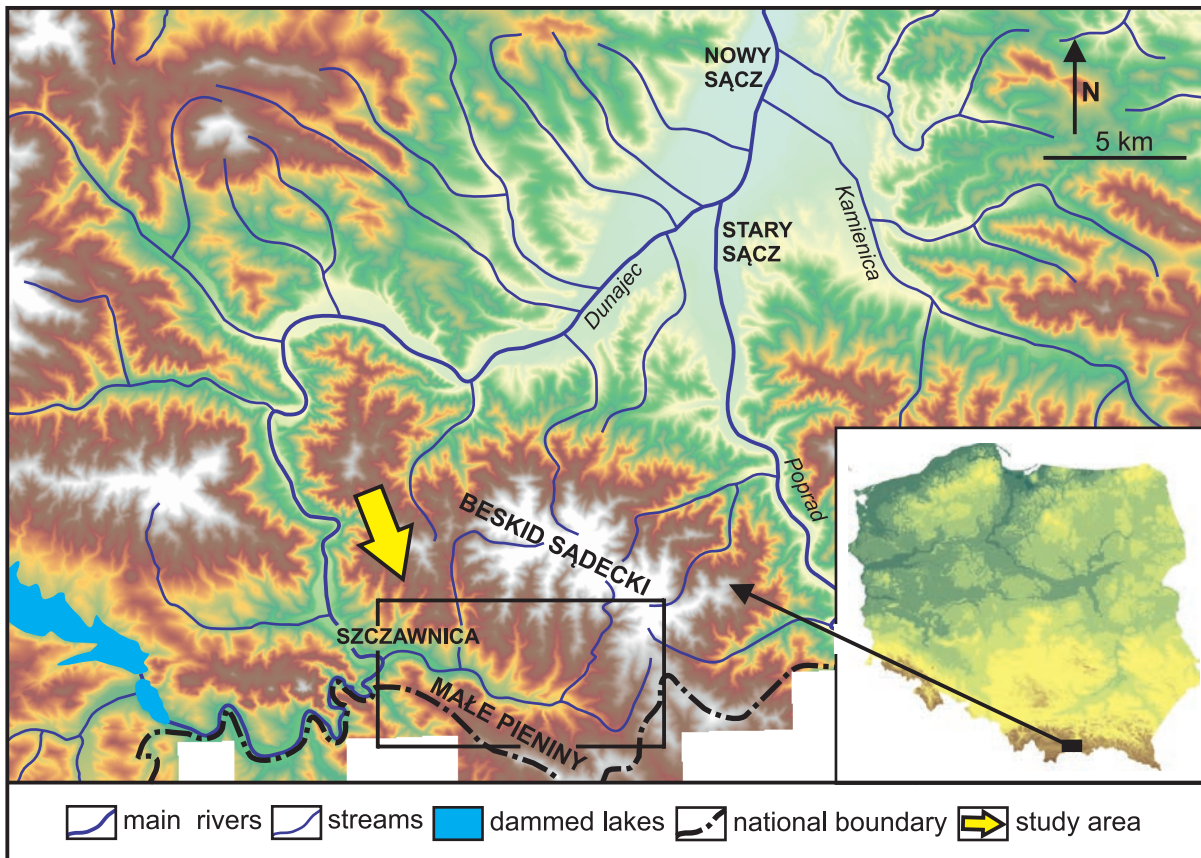 NOWY
SĄCZ
N
5 km
STARY
SĄCZ
Kamienica
Dunajec
Poprad
BESKID SĄDECKI
SZCZAWNICA
MAŁE PIENINY
main rivers
streams
dammed lakes
national boundary
study area